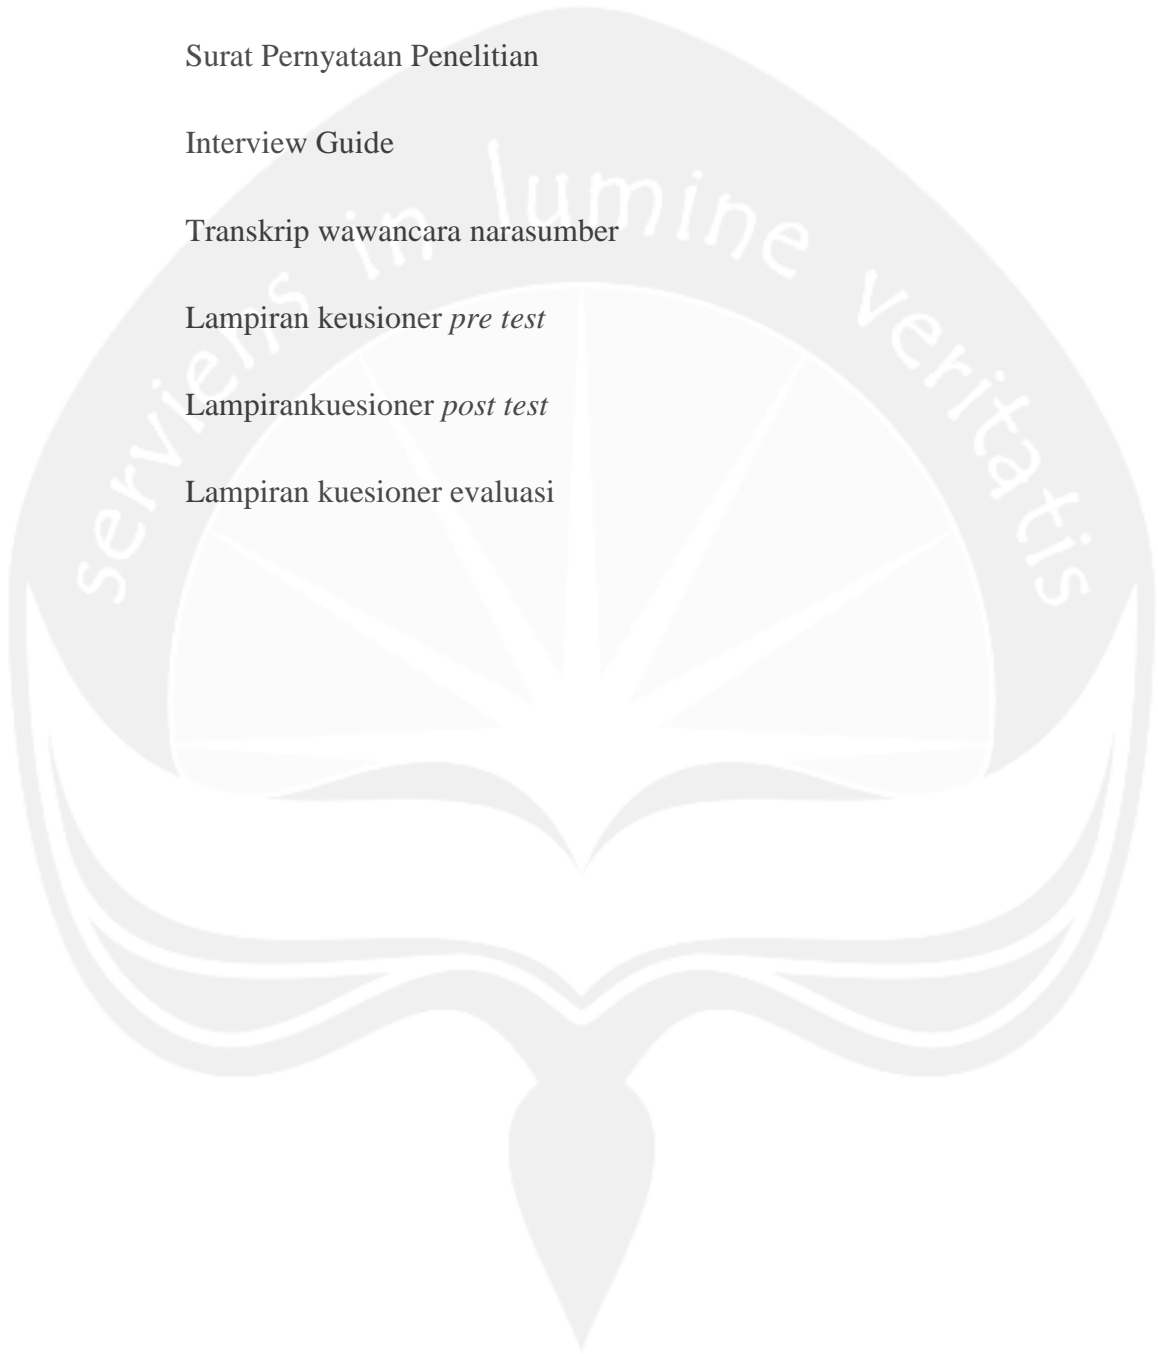 Surat Pernyataan Penelitian
Interview Guide
Transkrip wawancara narasumber
Lampiran keusioner pre test
Lampirankuesioner post test
Lampiran kuesioner evaluasi
serviens in lumine veritatis